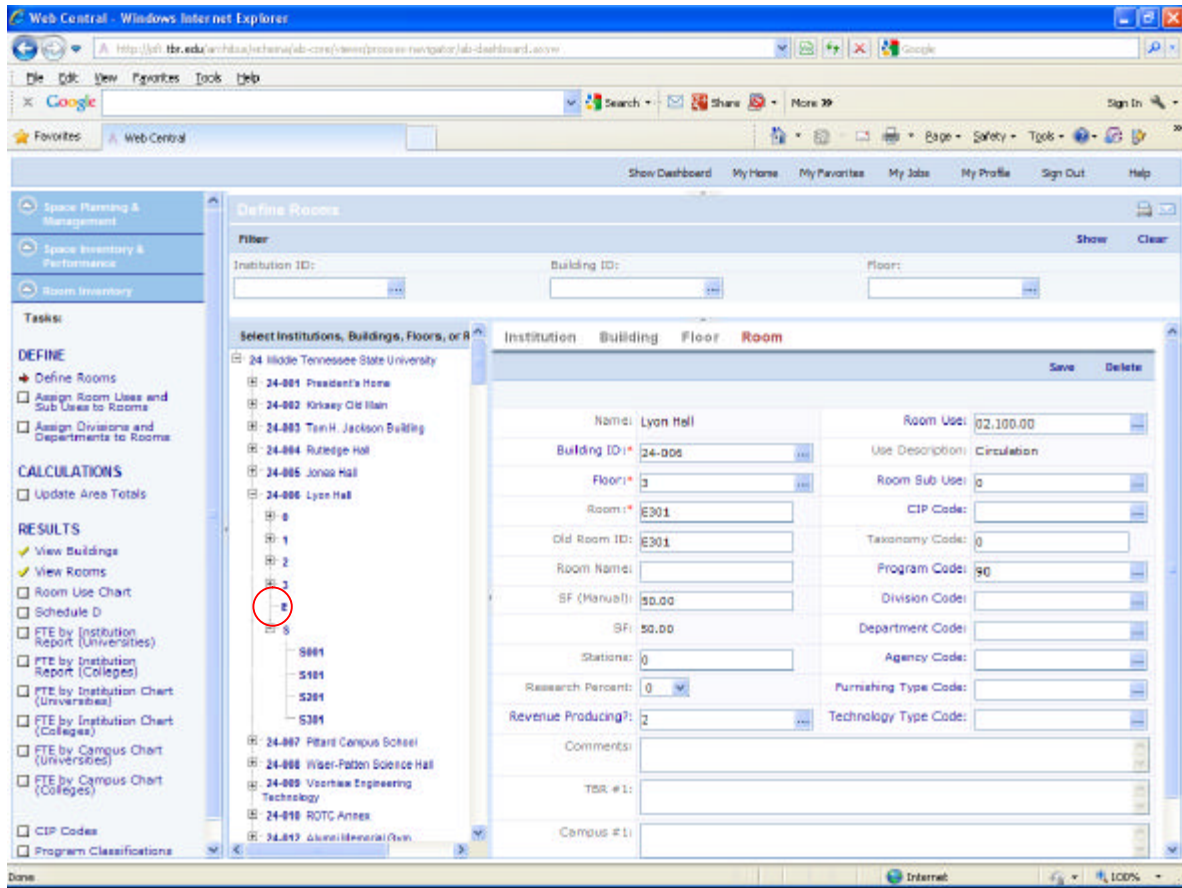 Web Central - Windows Internet Explorer
Google
File Edit View Favorites Tools Help
x Google Search Share More » Sign In
Favorites Web Central Page Safety Tools »
Show Dashboard My Home My Favorites My Jobs My Profile Sign Out Help
Space Planning &
Management
Space Inventory &
Performance
Room Inventory
Tasks:
DEFINE
Define Rooms
Assign Room Uses and
Sub Uses to Rooms
Assign Divisions and
Departments to Rooms
CALCULATIONS
Update Area Totals
RESULTS
View Buildings
View Rooms
Room Use Chart
Schedule D
FTE by Institution
Report (Universities)
FTE by Institution
Report (Colleges)
FTE by Institution Chart
(Universities)
FTE by Institution Chart
(Colleges)
FTE by Campus Chart
(Universities)
FTE by Campus Chart
(Colleges)
CIP Codes
Program Classifications
Define Rooms
Filter Show Clear
Institution ID: Building ID: Floor:
Select Institutions, Buildings, Floors, or R
24 Middle Tennessee State University
24-001 President's Home
24-002 Kirksey Old Main
24-003 Tom H. Jackson Building
24-004 Rutledge Hall
24-005 Jones Hall
24-006 Lyon Hall
0
1
2
3
E
S
S001
S101
S201
S301
24-007 Pittard Campus School
24-008 Wiser-Patten Science Hall
24-009 Voorhies Engineering
Technology
24-010 ROTC Annex
24-012 Alumni Memorial Gym
Institution Building Floor Room
Save Delete
Name: Lyon Hall Room Use: 02.100.00
Building ID:* 24-006 Use Description: Circulation
Floor:* 3 Room Sub Use: 0
Room:* E301 CIP Code:
Old Room ID: E301 Taxonomy Code: 0
Room Name: Program Code: 90
SF (Manual): 50.00 Division Code:
SF: 50.00 Department Code:
Stations: 0 Agency Code:
Research Percent: 0 Furnishing Type Code:
Revenue Producing?: 2 Technology Type Code:
Comments:
TBR #1:
Campus #1:
Done Internet 100%